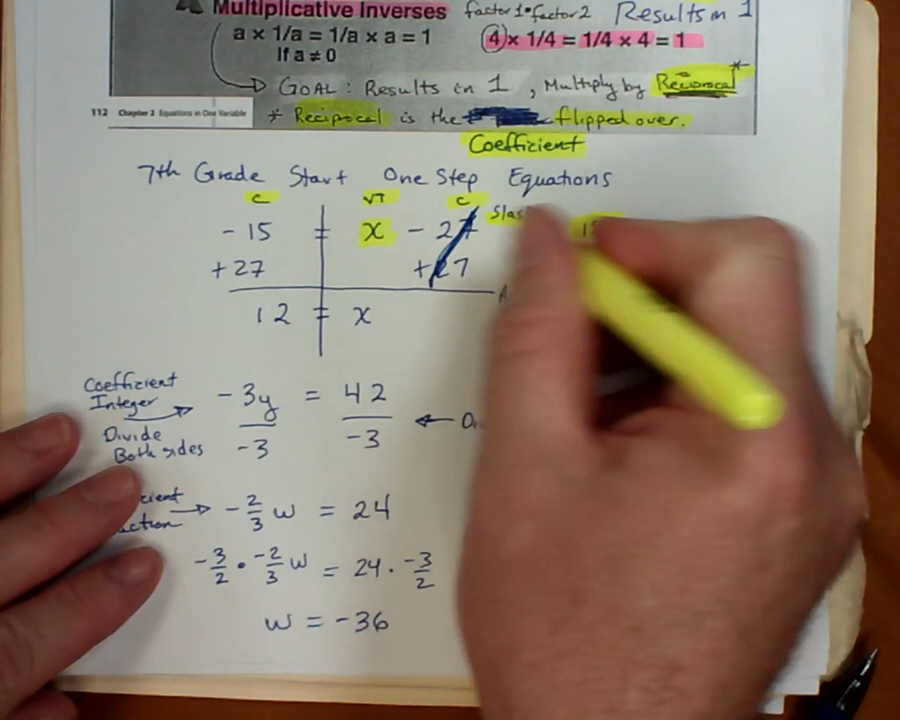 Multiplicative Inverses factor 1 • factor 2 Results in 1
a x 1/a = 1/a x a = 1 4 x 1/4 = 1/4 x 4 = 1
If a ≠ 0
→ GOAL: Results in 1, Multiply by Reciprocal *
112 Chapter 2 Equations in One Variable
* Reciprocal is the flipped over.
Coefficient
7th Grade Start One Step Equations
C VT C
- 15 = x - 27
+ 27 + 27
12 = x
Coefficient
Integer →
Divide
Both sides
-3y = 42
-3 -3
←
→ -2/3 w = 24
-3/2 • -2/3 w = 24 • -3/2
w = -36